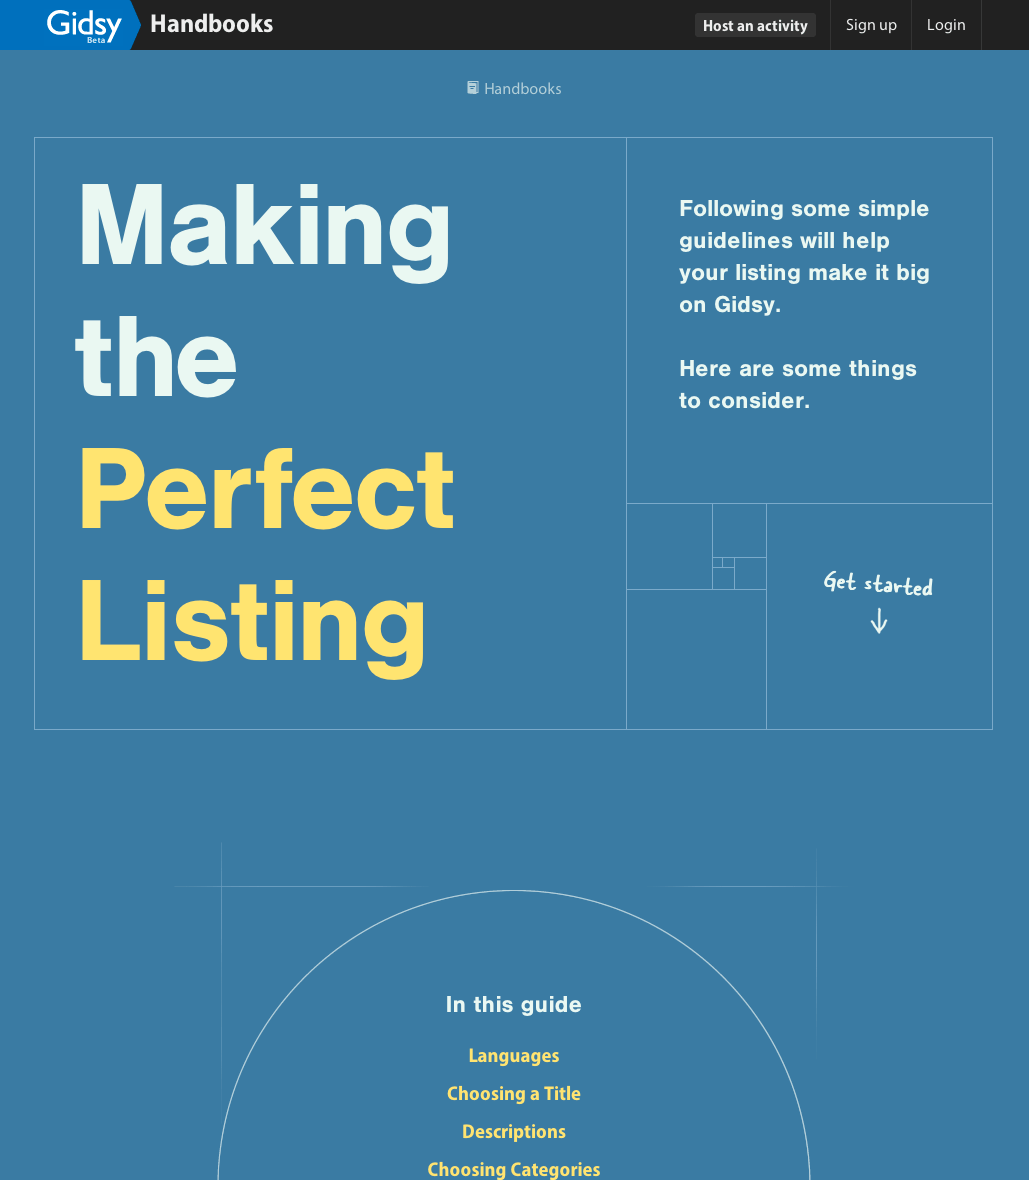 Gidsy
Beta
Handbooks
Host an activity
Sign up
Login
Handbooks
Making
the
Perfect
Listing
Following some simple
guidelines will help
your listing make it big
on Gidsy.
Here are some things
to consider.
Get started
In this guide
Languages
Choosing a Title
Descriptions
Choosing Categories